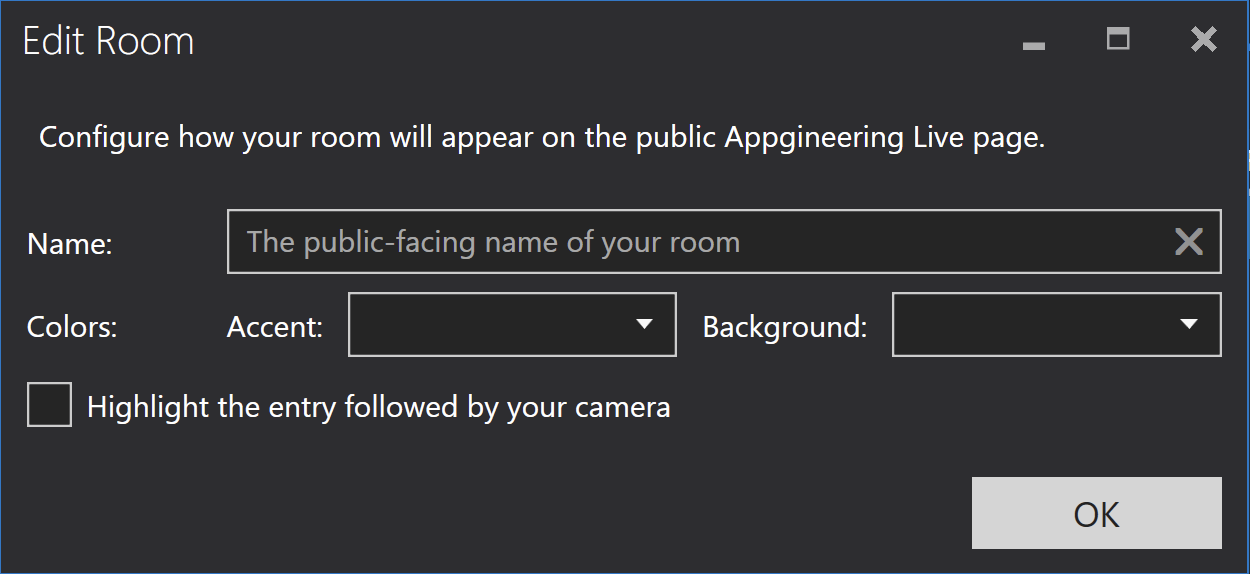 Edit Room
Configure how your room will appear on the public Appgineering Live page.
Name: The public-facing name of your room
Colors: Accent: Background:
Highlight the entry followed by your camera
OK